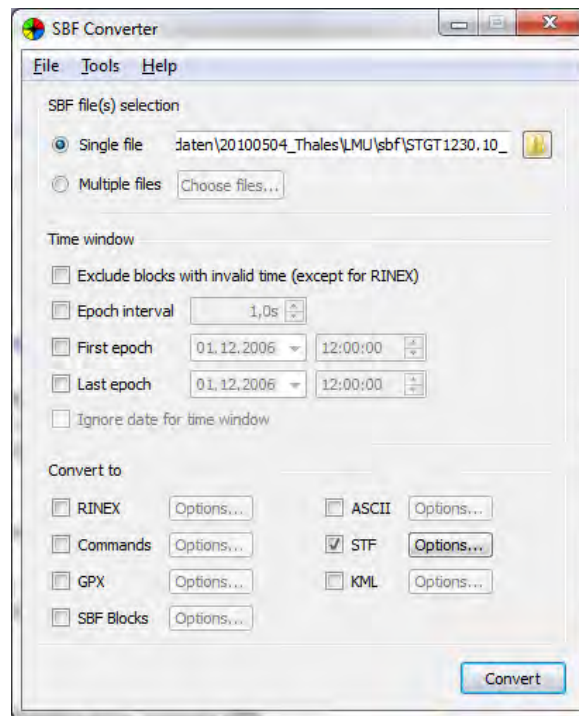 SBF Converter
File Tools Help
SBF file(s) selection
Single file daten\20100504_Thales\LMU\sbf\STGT1230.10_
Multiple files Choose files...
Time window
Exclude blocks with invalid time (except for RINEX)
Epoch interval 1,0s
First epoch 01.12.2006 12:00:00
Last epoch 01.12.2006 12:00:00
Ignore date for time window
Convert to
RINEX Options... ASCII Options...
Commands Options... STF Options...
GPX Options... KML Options...
SBF Blocks Options...
Convert